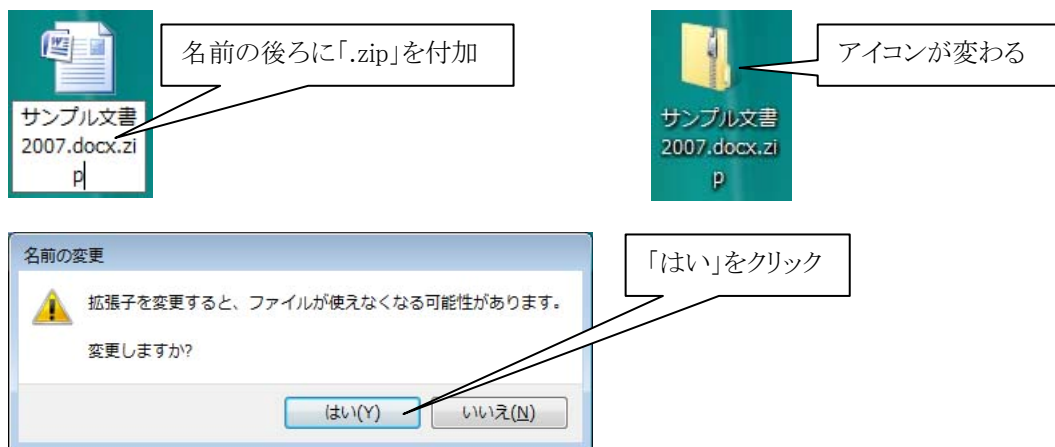 名前の後ろに「.zip」を付加
サンプル文書
2007.docx.zi
p
アイコンが変わる
サンプル文書
2007.docx.zi
p
名前の変更
拡張子を変更すると、ファイルが使えなくなる可能性があります。
変更しますか?
はい(Y)
いいえ(N)
「はい」をクリック